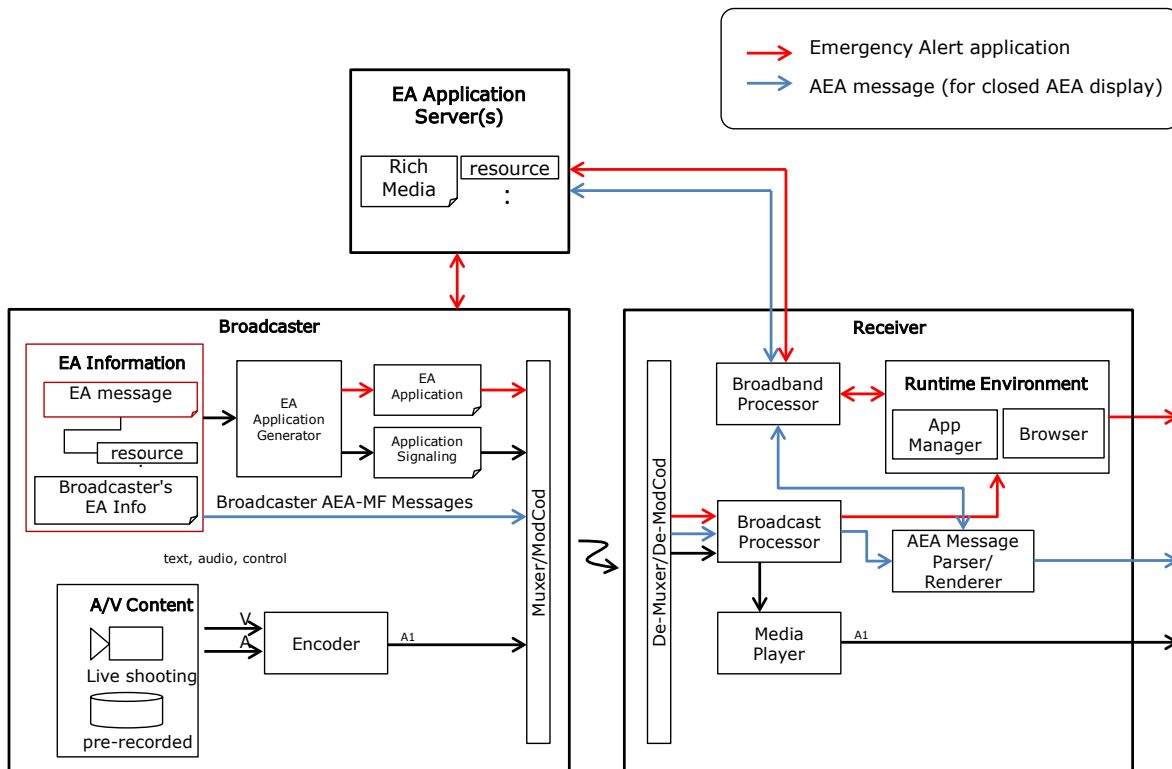 Emergency Alert application
AEA message (for closed AEA display)
EA Application
Server(s)
Rich
Media
resource
:
Broadcaster
EA Information
EA message
resource
:
Broadcaster's
EA Info
EA
Application
Generator
EA
Application
Application
Signaling
Broadcaster AEA-MF Messages
text, audio, control
A/V Content
Live shooting
pre-recorded
V
A
Encoder
A1
Muxer/ModCod
Receiver
De-Muxer/De-ModCod
Broadband
Processor
Runtime Environment
App
Manager
Browser
Broadcast
Processor
AEA Message
Parser/
Renderer
Media
Player
A1